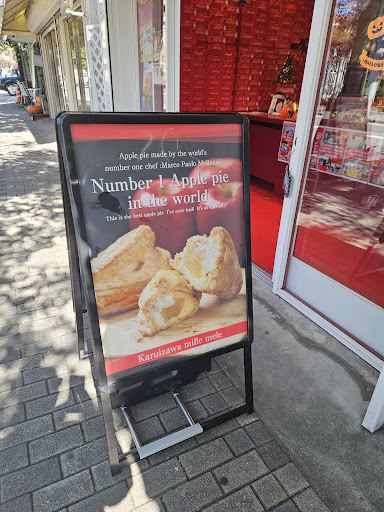 Apple pie made by the world's
number one chef :Marco Paolo Molinari
Number 1 Apple pie
in the world
This is the best apple pie I've ever had! It's so
Karuizawa mille mele